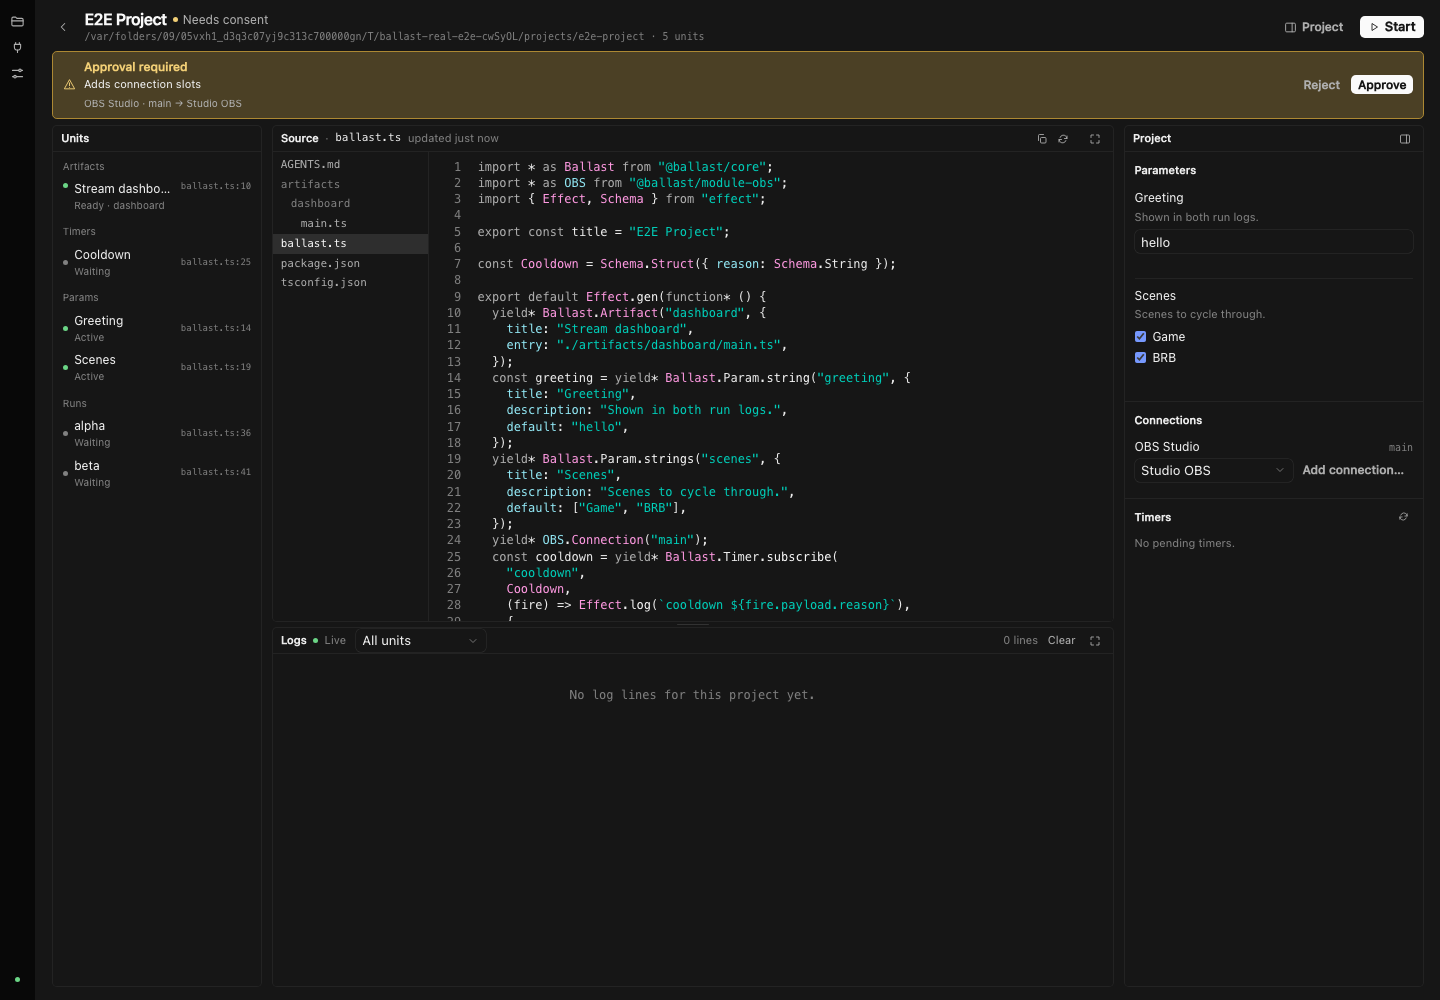 E2E Project • Needs consent
/var/folders/09/05vxh1_d3q3c07yj9c313c700000gn/T/ballast-real-e2e-cwSyOL/projects/e2e-project · 5 units
Project
Start
Approval required
Adds connection slots
OBS Studio · main → Studio OBS
Reject
Approve
Units
Artifacts
Stream dashbo... ballast.ts:10
Ready · dashboard
Timers
Cooldown ballast.ts:25
Waiting
Params
Greeting ballast.ts:14
Active
Scenes ballast.ts:19
Active
Runs
alpha ballast.ts:36
Waiting
beta ballast.ts:41
Waiting
Source · ballast.ts updated just now
AGENTS.md
artifacts
dashboard
main.ts
ballast.ts
package.json
tsconfig.json
1 import * as Ballast from "@ballast/core";
2 import * as OBS from "@ballast/module-obs";
3 import { Effect, Schema } from "effect";
4
5 export const title = "E2E Project";
6
7 const Cooldown = Schema.Struct({ reason: Schema.String });
8
9 export default Effect.gen(function* () {
10 yield* Ballast.Artifact("dashboard", {
11 title: "Stream dashboard",
12 entry: "./artifacts/dashboard/main.ts",
13 });
14 const greeting = yield* Ballast.Param.string("greeting", {
15 title: "Greeting",
16 description: "Shown in both run logs.",
17 default: "hello",
18 });
19 yield* Ballast.Param.strings("scenes", {
20 title: "Scenes",
21 description: "Scenes to cycle through.",
22 default: ["Game", "BRB"],
23 });
24 yield* OBS.Connection("main");
25 const cooldown = yield* Ballast.Timer.subscribe(
26 "cooldown",
27 Cooldown,
28 (fire) => Effect.log(`cooldown ${fire.payload.reason}`),
29 {
Logs • Live All units
0 lines Clear
No log lines for this project yet.
Project
Parameters
Greeting
Shown in both run logs.
hello
Scenes
Scenes to cycle through.
Game
BRB
Connections
OBS Studio main
Studio OBS Add connection...
Timers
No pending timers.